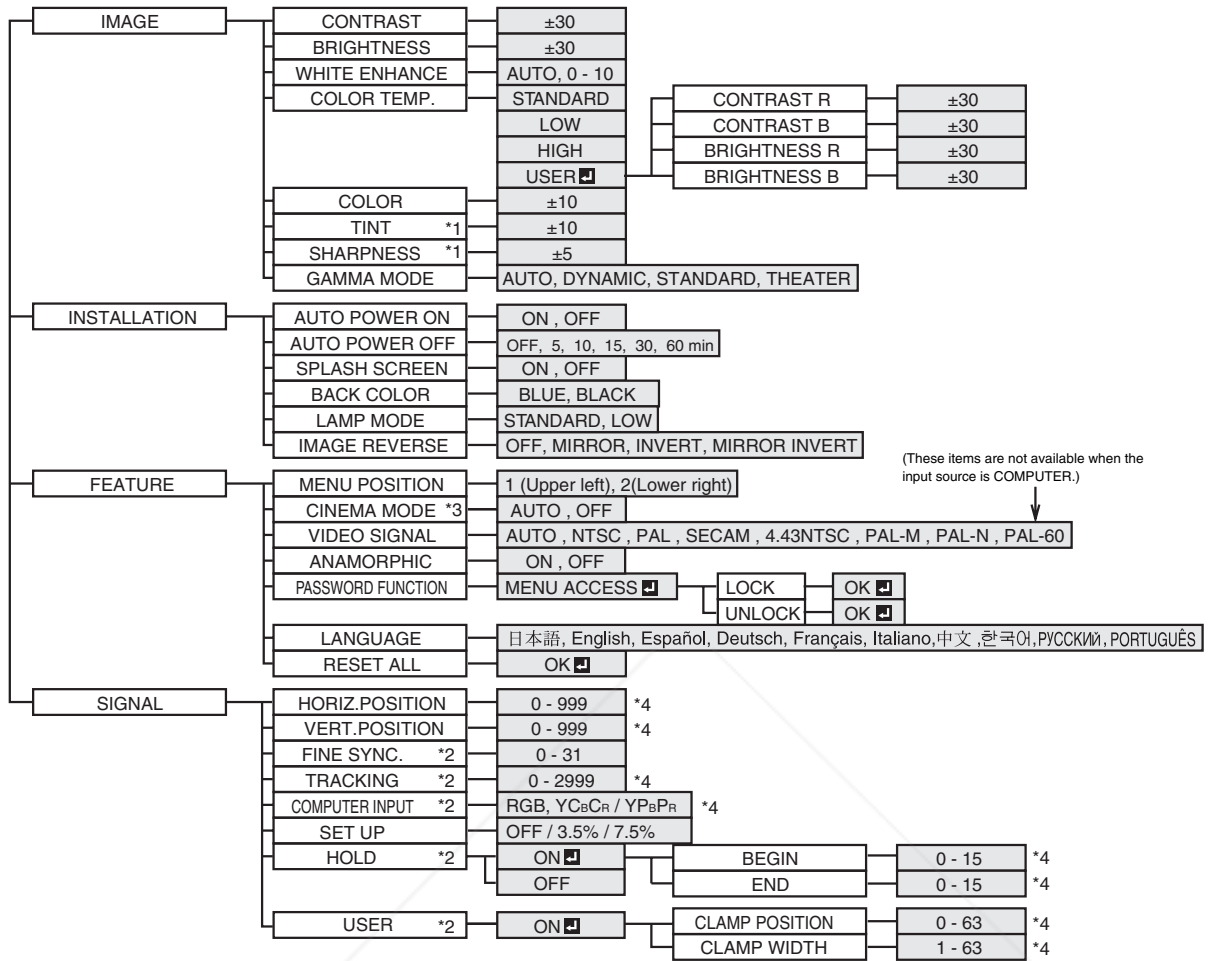 IMAGE CONTRAST ±30
BRIGHTNESS ±30
WHITE ENHANCE AUTO, 0 - 10
COLOR TEMP. STANDARD CONTRAST R ±30
LOW CONTRAST B ±30
HIGH BRIGHTNESS R ±30
USER BRIGHTNESS B ±30
COLOR ±10
TINT *1 ±10
SHARPNESS *1 ±5
GAMMA MODE AUTO, DYNAMIC, STANDARD, THEATER
INSTALLATION AUTO POWER ON ON , OFF
AUTO POWER OFF OFF, 5, 10, 15, 30, 60 min
SPLASH SCREEN ON , OFF
BACK COLOR BLUE, BLACK
LAMP MODE STANDARD, LOW
IMAGE REVERSE OFF, MIRROR, INVERT, MIRROR INVERT
(These items are not available when the
input source is COMPUTER.)
FEATURE MENU POSITION 1 (Upper left), 2(Lower right)
CINEMA MODE *3 AUTO , OFF
VIDEO SIGNAL AUTO , NTSC , PAL , SECAM , 4.43NTSC , PAL-M , PAL-N , PAL-60
ANAMORPHIC ON , OFF
PASSWORD FUNCTION MENU ACCESS LOCK OK
UNLOCK OK
LANGUAGE 日本語, English, Español, Deutsch, Français, Italiano,中文 ,한국어,РУССКИЙ, PORTUGUÊS
RESET ALL OK
SIGNAL HORIZ.POSITION 0 - 999 *4
VERT.POSITION 0 - 999 *4
FINE SYNC. *2 0 - 31
TRACKING *2 0 - 2999 *4
COMPUTER INPUT *2 RGB, YCBCR / YPBPR *4
SET UP OFF / 3.5% / 7.5%
HOLD *2 ON BEGIN 0 - 15 *4
OFF END 0 - 15 *4
USER *2 ON CLAMP POSITION 0 - 63 *4
CLAMP WIDTH 1 - 63 *4